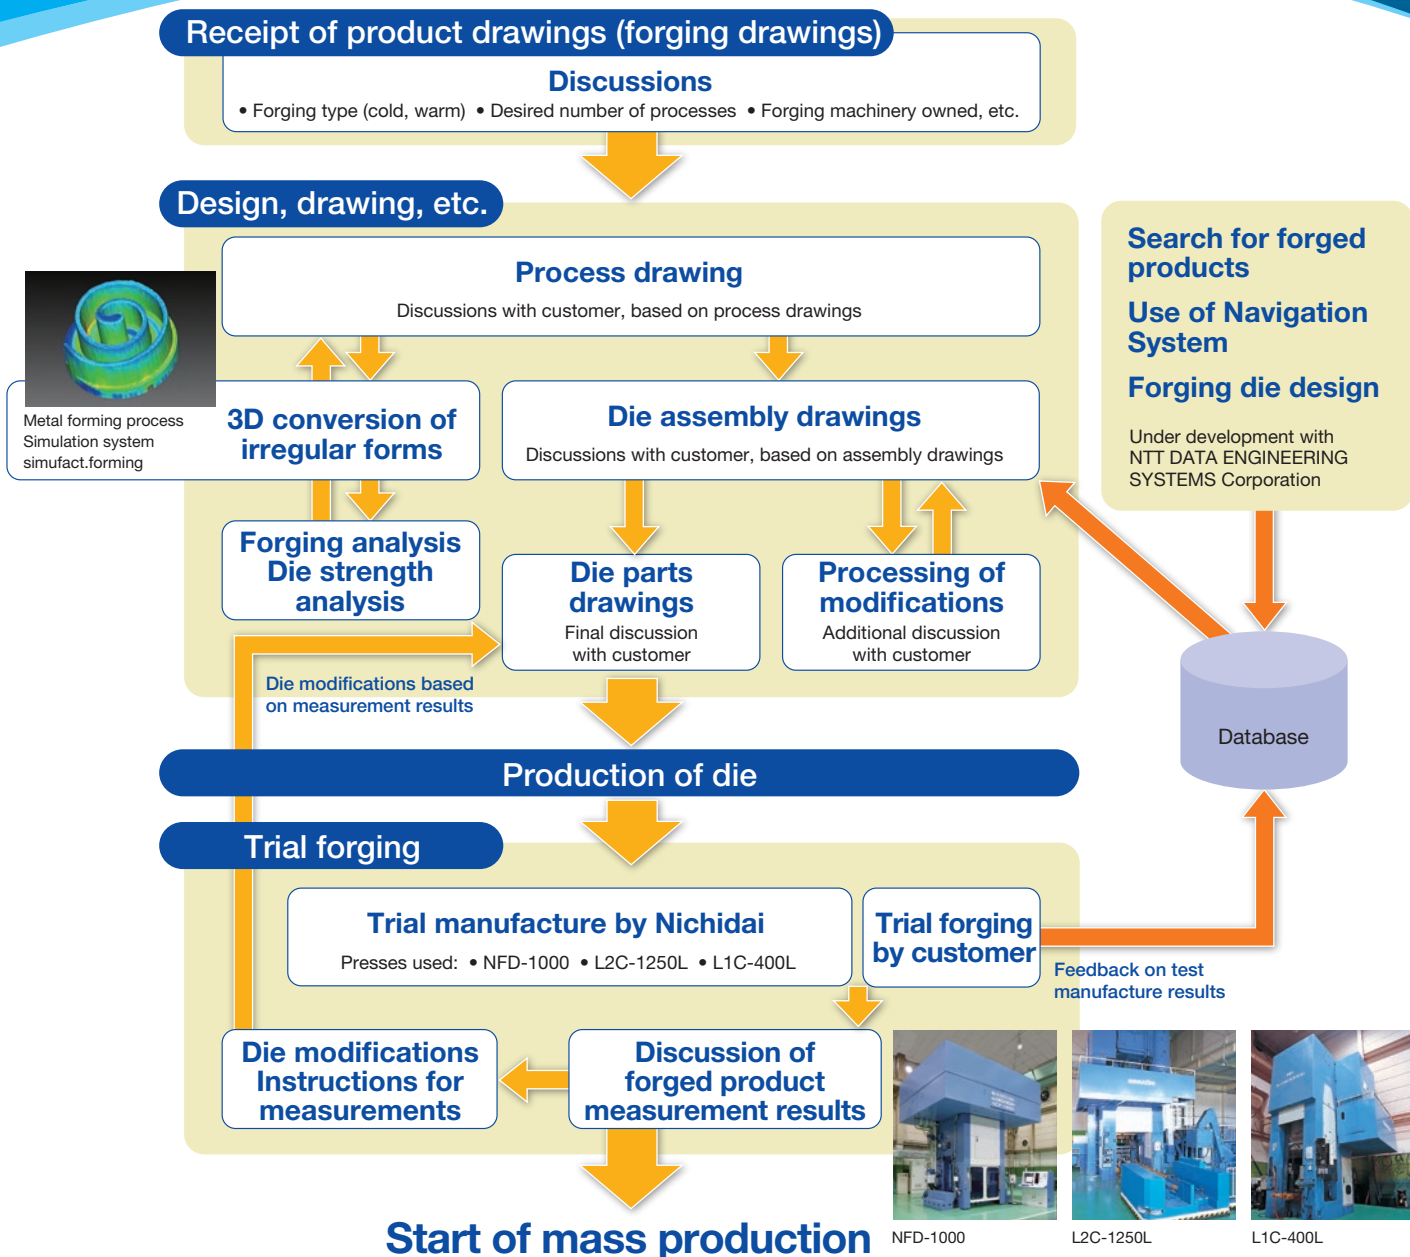 Receipt of product drawings (forging drawings)
Discussions
• Forging type (cold, warm) • Desired number of processes • Forging machinery owned, etc.
Design, drawing, etc.
Process drawing
Discussions with customer, based on process drawings
Metal forming process
Simulation system
simufact.forming
3D conversion of
irregular forms
Die assembly drawings
Discussions with customer, based on assembly drawings
Forging analysis
Die strength
analysis
Die parts
drawings
Final discussion
with customer
Processing of
modifications
Additional discussion
with customer
Die modifications based
on measurement results
Search for forged
products
Use of Navigation
System
Forging die design
Under development with
NTT DATA ENGINEERING
SYSTEMS Corporation
Database
Production of die
Trial forging
Trial manufacture by Nichidai
Presses used: • NFD-1000 • L2C-1250L • L1C-400L
Trial forging
by customer
Feedback on test
manufacture results
Die modifications
Instructions for
measurements
Discussion of
forged product
measurement results
Start of mass production
NFD-1000
L2C-1250L
L1C-400L